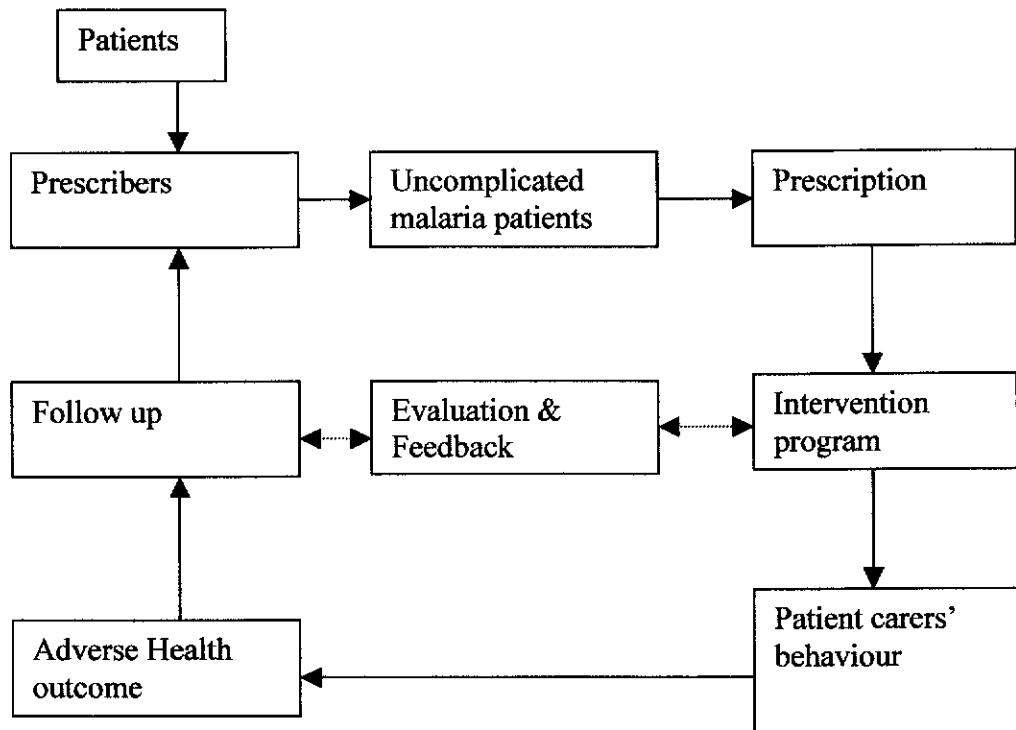 Patients
Prescribers
Uncomplicated
malaria patients
Prescription
Follow up
Evaluation &
Feedback
Intervention
program
Adverse Health
outcome
Patient carers'
behaviour